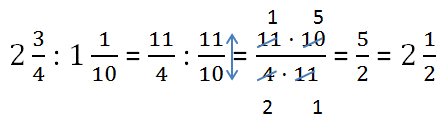 2 3/4 : 1 1/10 = 11/4 : 11/10 = (11 · 10)/(4 · 11) = 5/2 = 2 1/2
1 5
2 1